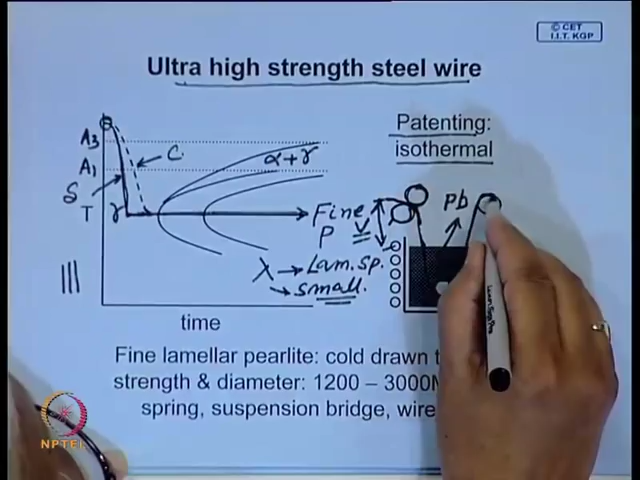 © CET
I.I.T. KGP
Ultra high strength steel wire
Patenting:
isothermal
A3
A1
T
time
S
C
γ
α+γ
Fine
P
λ → Lam. sp.
→ small.
Pb
Fine lamellar pearlite: cold drawn
strength & diameter: 1200 – 3000
spring, suspension bridge, wire
NPTEL